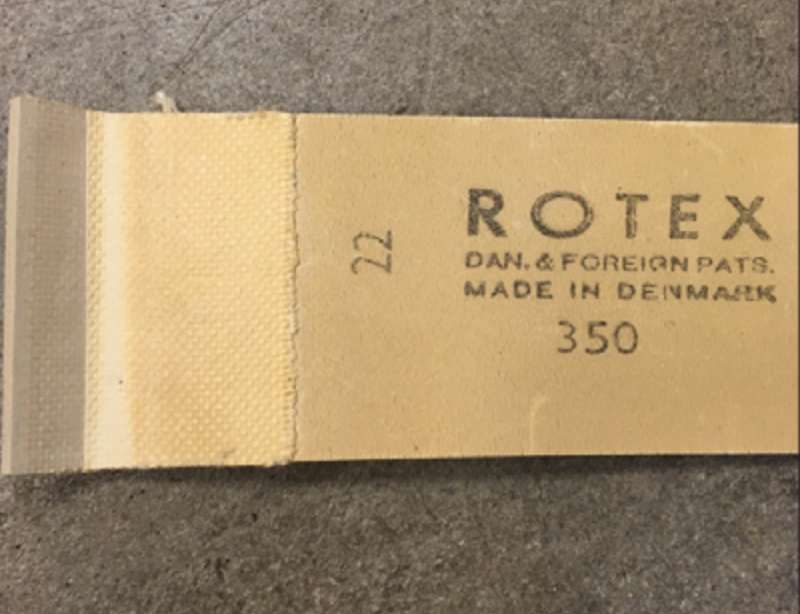 22
ROTEX
DAN. & FOREIGN PATS.
MADE IN DENMARK
350